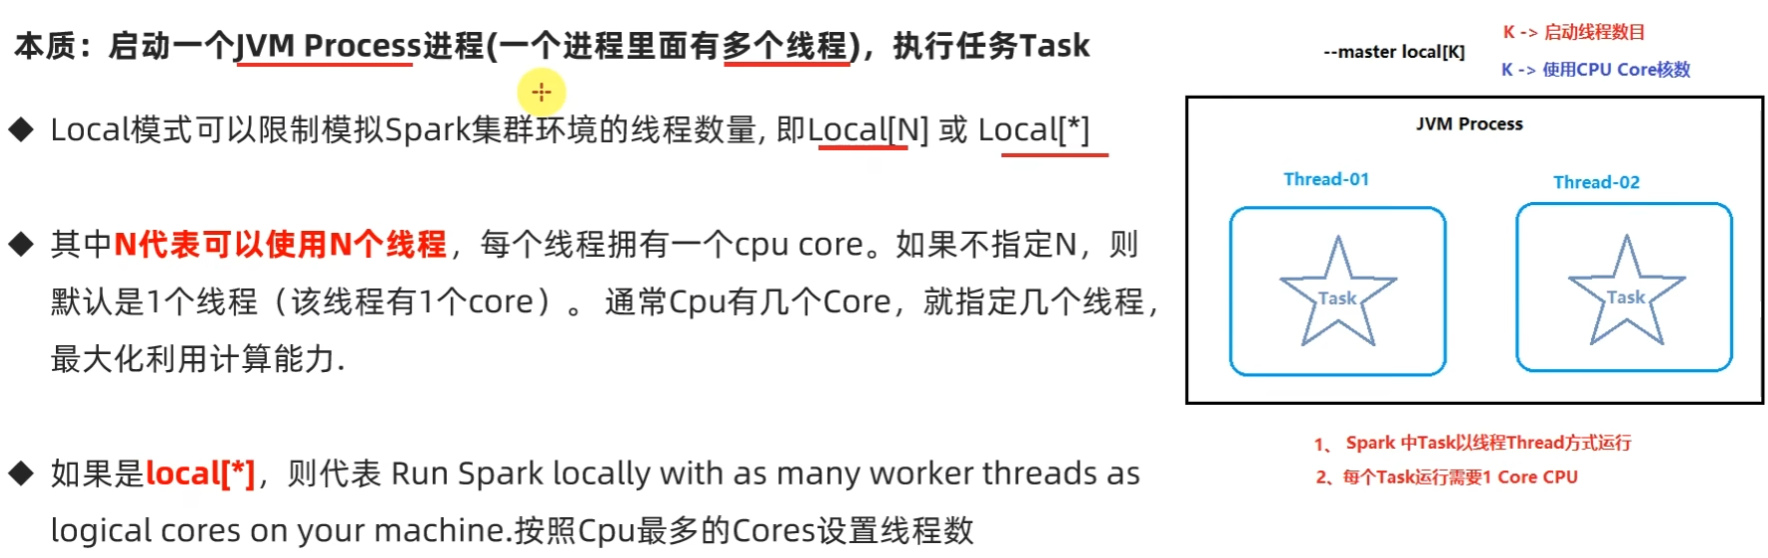 本质：启动一个JVM Process进程(一个进程里面有多个线程)，执行任务Task
◆ Local模式可以限制模拟Spark集群环境的线程数量, 即Local[N] 或 Local[*]
◆ 其中N代表可以使用N个线程，每个线程拥有一个cpu core。如果不指定N，则
默认是1个线程（该线程有1个core）。 通常Cpu有几个Core，就指定几个线程，
最大化利用计算能力.
◆ 如果是local[*]，则代表 Run Spark locally with as many worker threads as
logical cores on your machine.按照Cpu最多的Cores设置线程数
K -> 启动线程数目
--master local[K]
K -> 使用CPU Core核数
JVM Process
Thread-01
Thread-02
Task
Task
1、 Spark 中Task以线程Thread方式运行
2、每个Task运行需要1 Core CPU